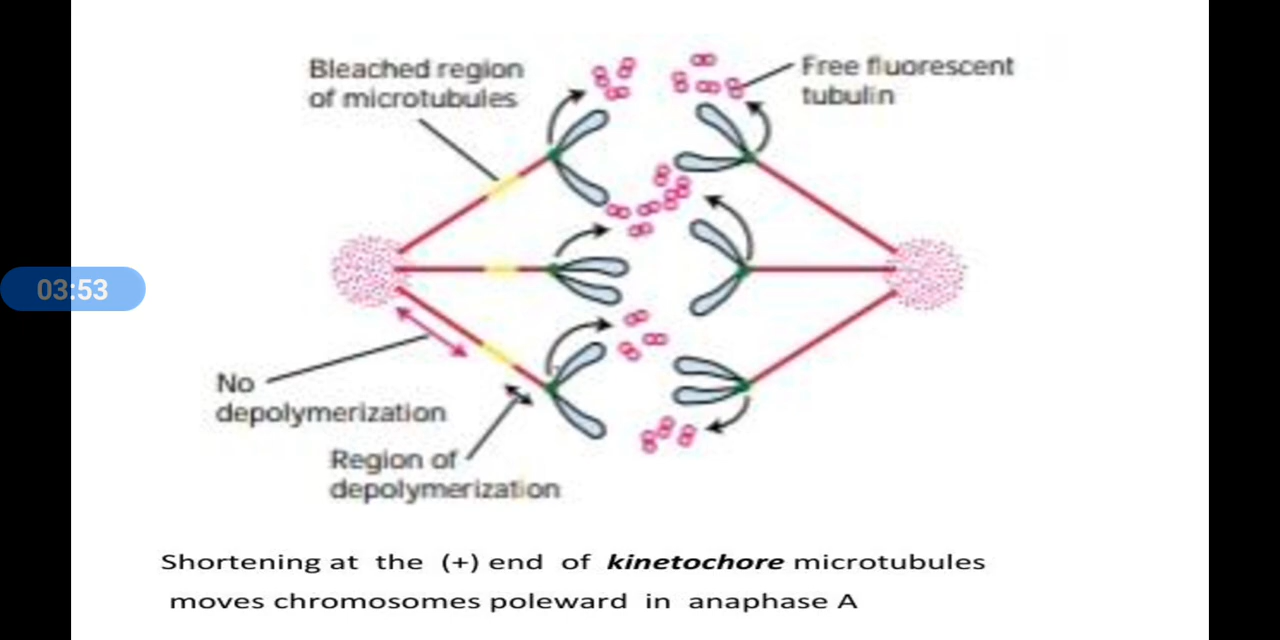 Bleached region
of microtubules
Free fluorescent
tubulin
03:53
No
depolymerization
Region of
depolymerization
Shortening at the (+) end of kinetochore microtubules
moves chromosomes poleward in anaphase A